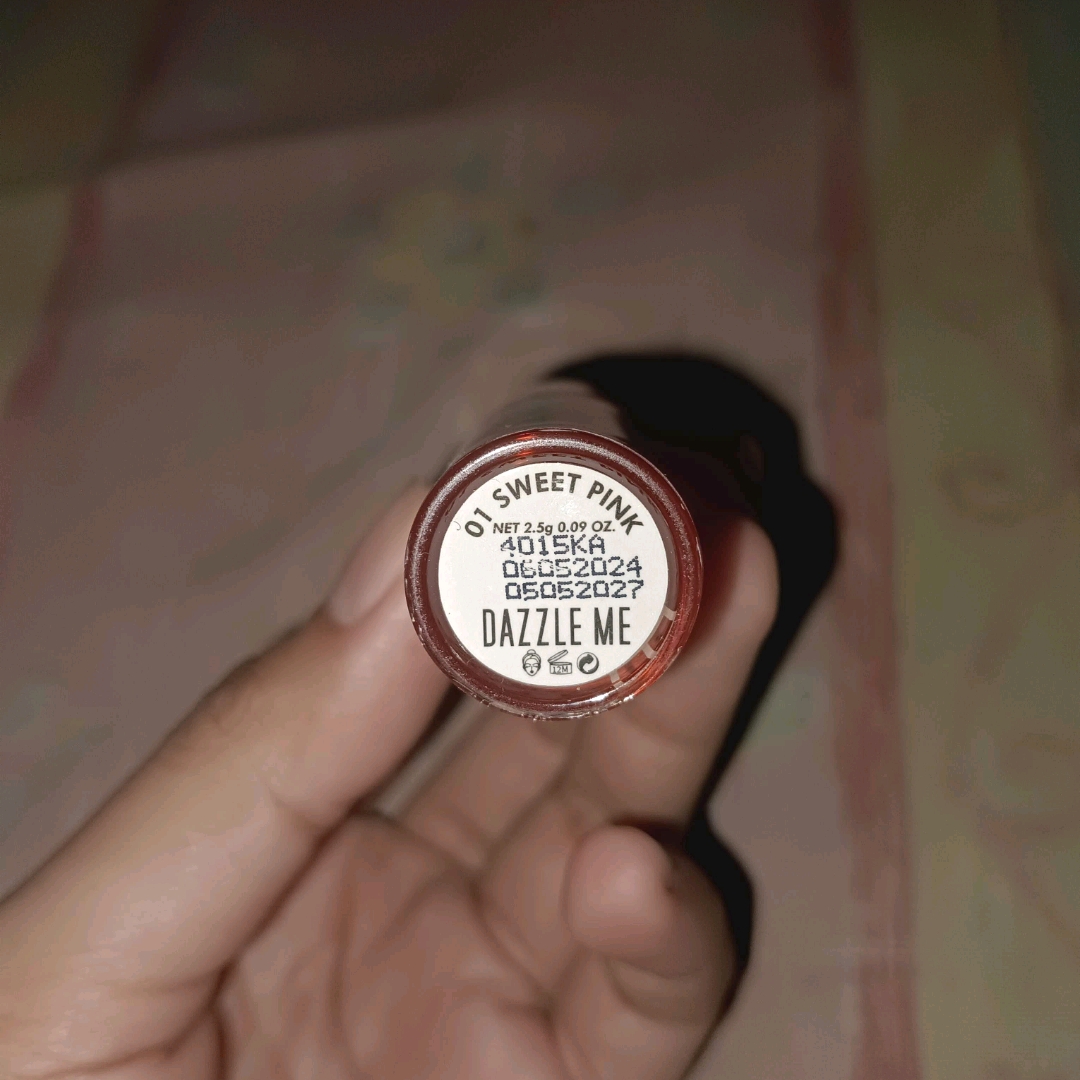 01 SWEET PINK
NET 2.5g 0.09 OZ.
4015KA
06052024
05052027
DAZZLE ME
12M